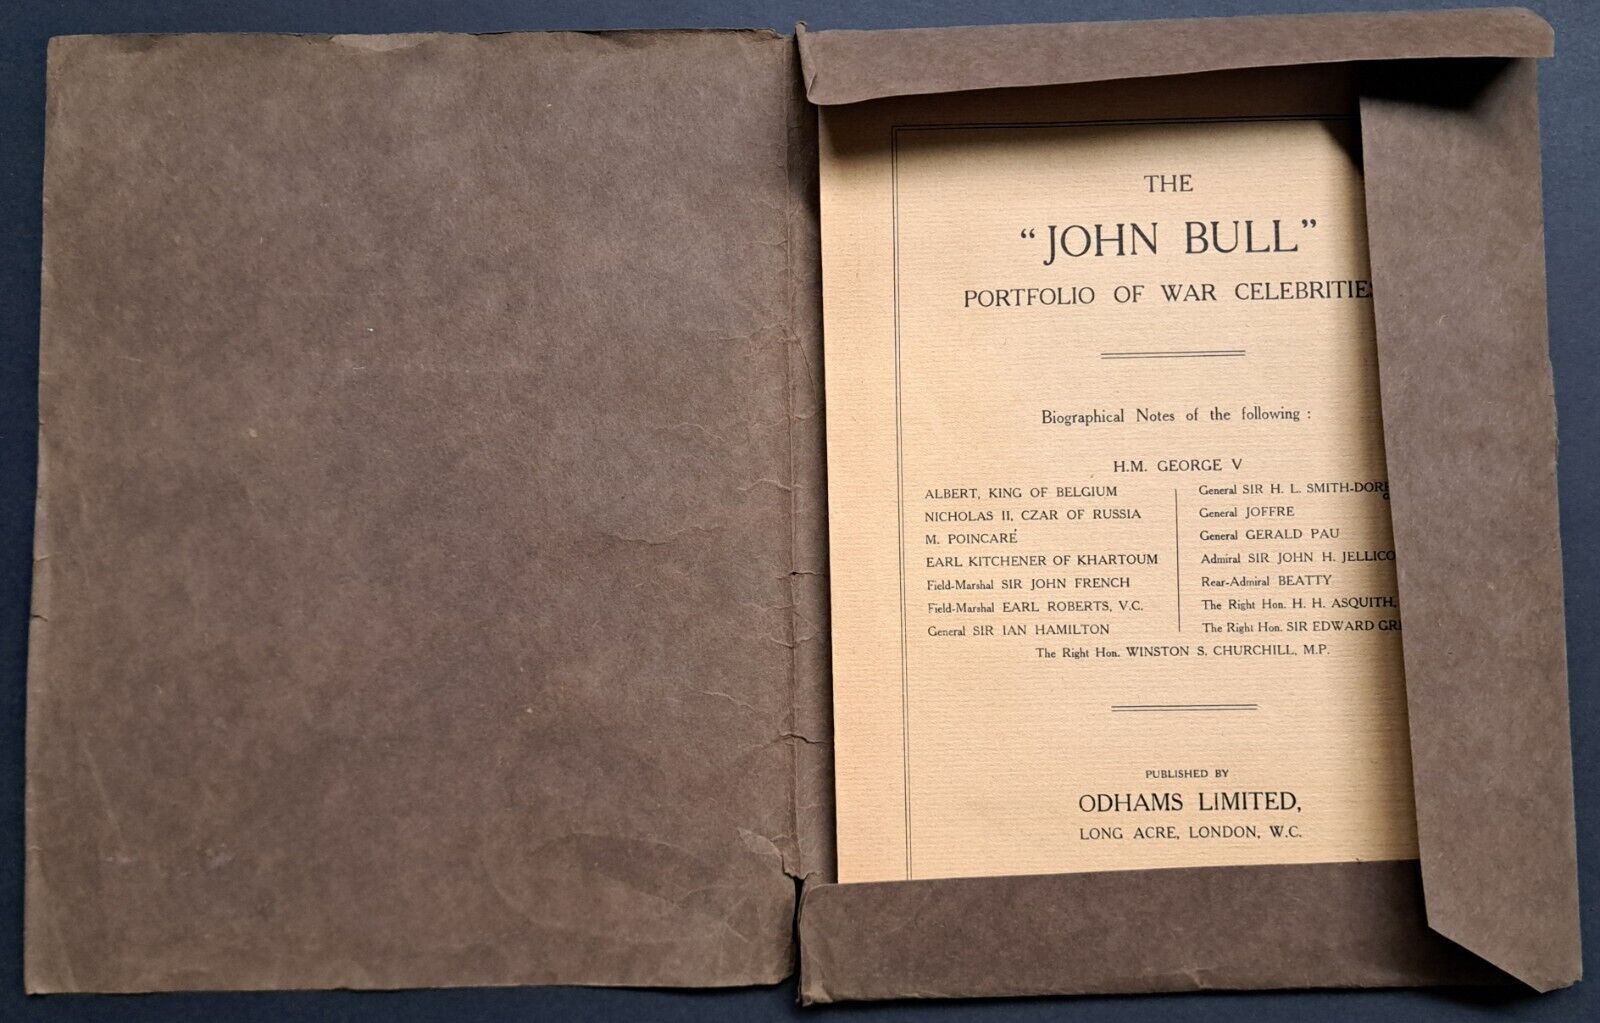 THE
“JOHN BULL”
PORTFOLIO OF WAR CELEBRITIES
Biographical Notes of the following :
H.M. GEORGE V
ALBERT, KING OF BELGIUM
NICHOLAS II, CZAR OF RUSSIA
M. POINCARÉ
EARL KITCHENER OF KHARTOUM
Field-Marshal SIR JOHN FRENCH
Field-Marshal EARL ROBERTS, V.C.
General SIR IAN HAMILTON
General SIR H. L. SMITH-DOR
General JOFFRE
General GERALD PAU
Admiral SIR JOHN H. JELLICO
Rear-Admiral BEATTY
The Right Hon. H. H. ASQUITH,
The Right Hon. SIR EDWARD GR
The Right Hon. WINSTON S. CHURCHILL, M.P.
PUBLISHED BY
ODHAMS LIMITED,
LONG ACRE, LONDON, W.C.